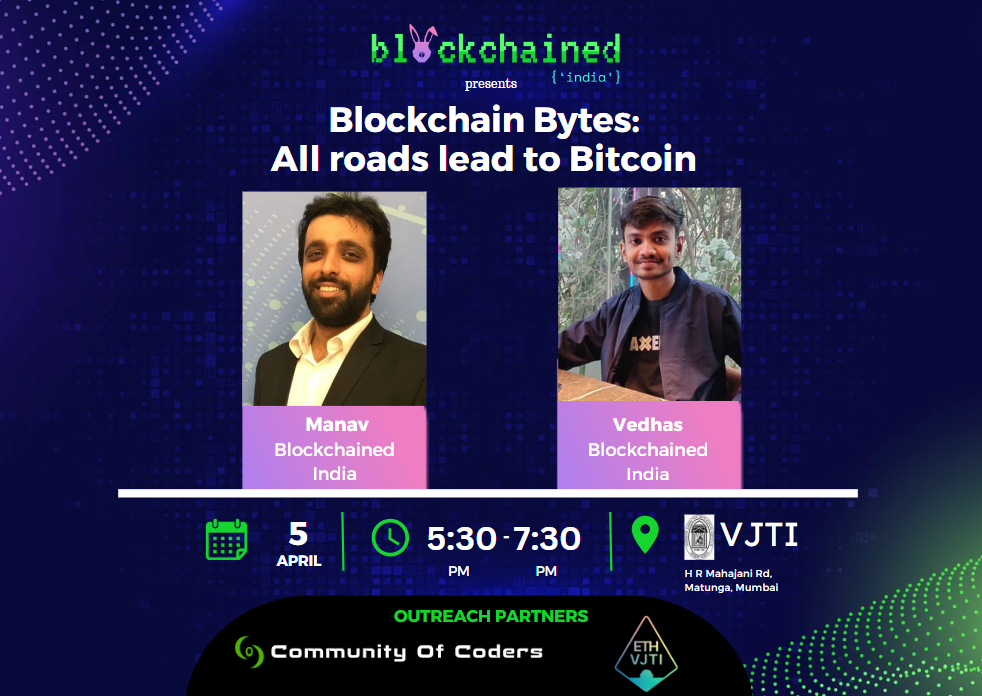 blockchained
{'india'}
presents
Blockchain Bytes:
All roads lead to Bitcoin
AXE
Manav
Blockchained
India
Vedhas
Blockchained
India
5
APRIL
5:30 - 7:30
PM PM
VJTI
H R Mahajani Rd,
Matunga, Mumbai
OUTREACH PARTNERS
Community Of Coders
ETH
VJTI